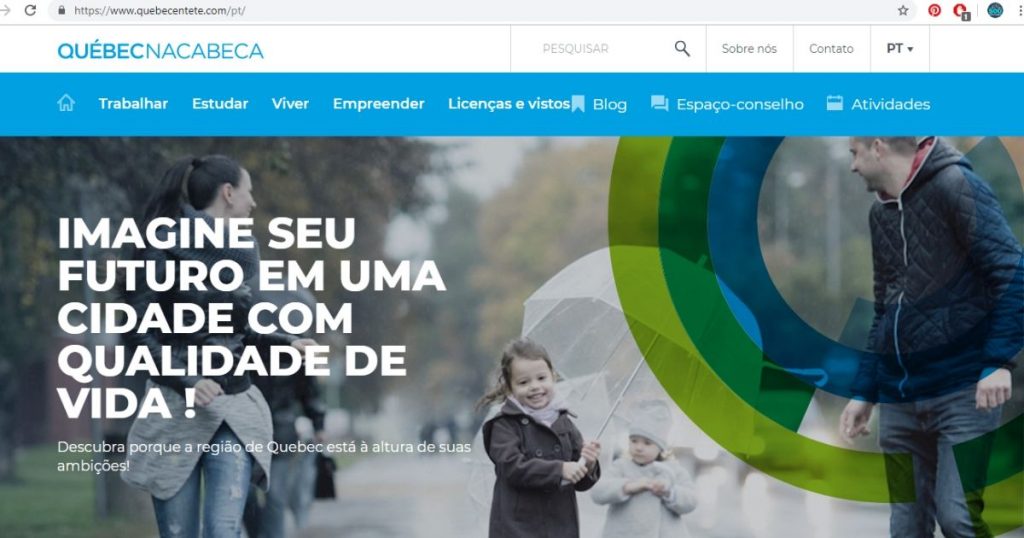 https://www.quebecentete.com/pt/
1
QUÉBECNACABECA
PESQUISAR
Sobre nós
Contato
PT
Trabalhar
Estudar
Viver
Empreender
Licenças e vistos
Blog
Espaço-conselho
Atividades
IMAGINE SEU
FUTURO EM UMA
CIDADE COM
QUALIDADE DE
VIDA !
Descubra porque a região de Quebec está à altura de suas
ambições!